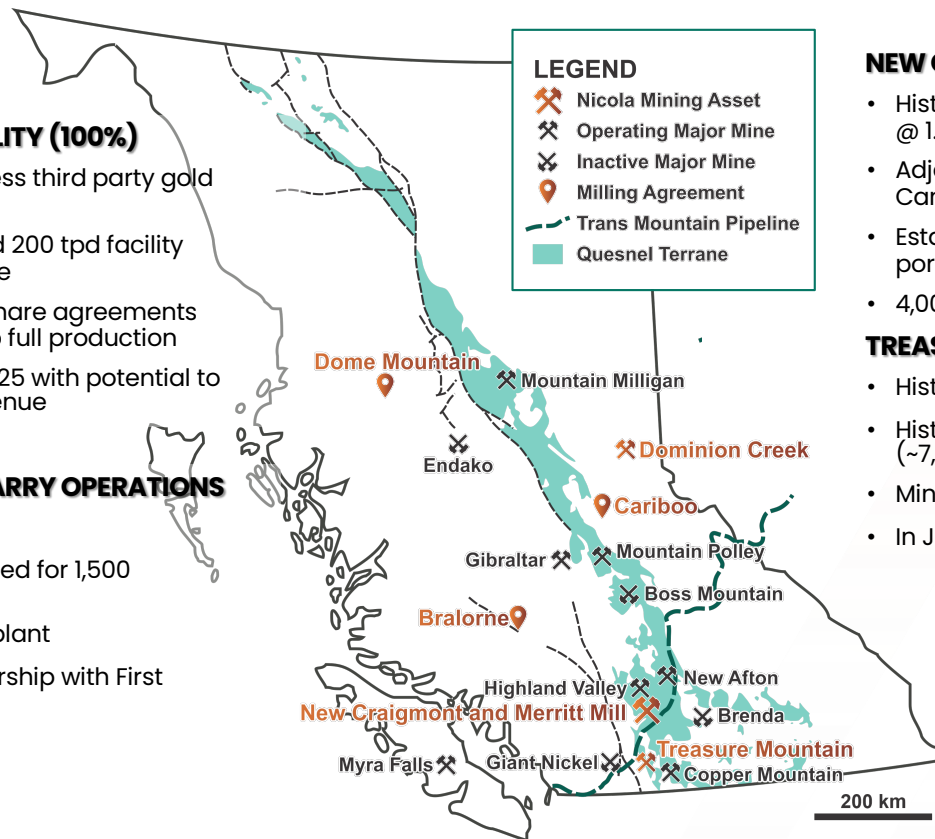 LITY (100%)
ess third party gold
d 200 tpd facility
e
hare agreements
o full production
25 with potential to
enue
ARRY OPERATIONS
ed for 1,500
plant
rship with First
LEGEND
Nicola Mining Asset
Operating Major Mine
Inactive Major Mine
Milling Agreement
Trans Mountain Pipeline
Quesnel Terrane
Dome Mountain
Mountain Milligan
Endako
Dominion Creek
Cariboo
Gibraltar
Mountain Polley
Boss Mountain
Bralorne
New Afton
Highland Valley
New Craigmont and Merritt Mill
Brenda
Treasure Mountain
Myra Falls
Giant Nickel
Copper Mountain
200 km
NEW
• Hist
@ 1.
• Adj
Car
• Esta
por
• 4,00
TREAS
• Hist
• Hist
(~7,
• Min
• In J